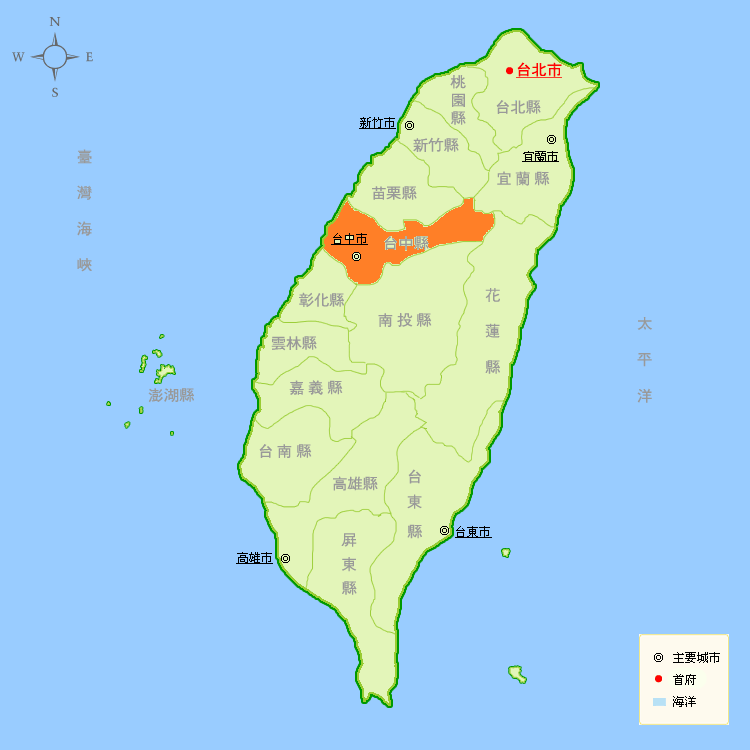 N
W
E
S
台北市
桃園縣
台北縣
新竹市
新竹縣
宜蘭市
宜蘭縣
臺灣海峽
苗栗縣
台中市
台中縣
彰化縣
南投縣
花蓮縣
太平洋
雲林縣
嘉義縣
澎湖縣
台南縣
高雄縣
台東縣
台東市
高雄市
屏東縣
主要城市
首府
海洋